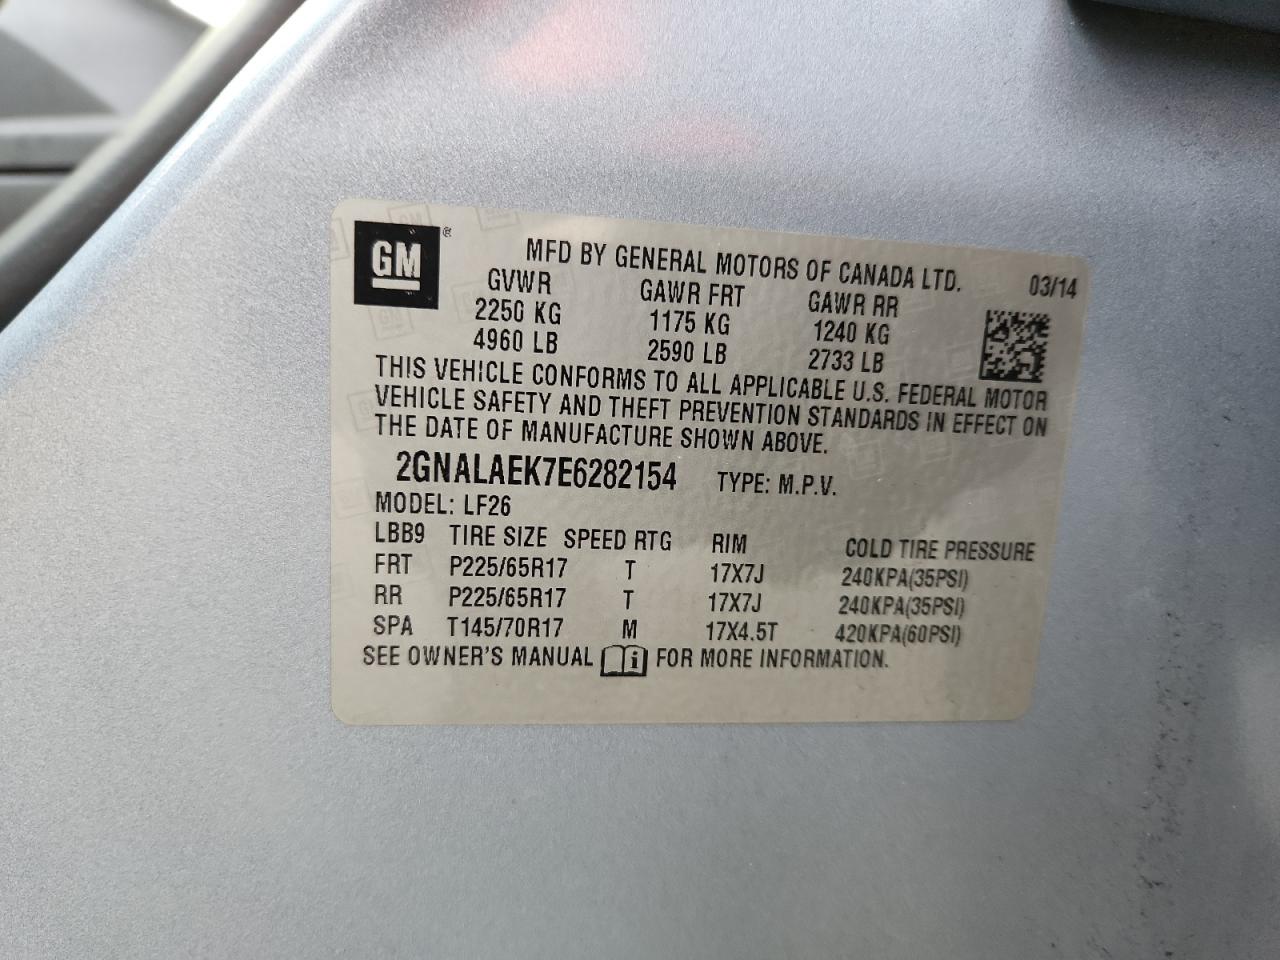 GM ®
MFD BY GENERAL MOTORS OF CANADA LTD. 03/14
GVWR GAWR FRT GAWR RR
2250 KG 1175 KG 1240 KG
4960 LB 2590 LB 2733 LB
THIS VEHICLE CONFORMS TO ALL APPLICABLE U.S. FEDERAL MOTOR
VEHICLE SAFETY AND THEFT PREVENTION STANDARDS IN EFFECT ON
THE DATE OF MANUFACTURE SHOWN ABOVE.
2GNALAEK7E6282154 TYPE: M.P.V.
MODEL: LF26
LBB9 TIRE SIZE SPEED RTG RIM COLD TIRE PRESSURE
FRT P225/65R17 T 17X7J 240KPA(35PSI)
RR P225/65R17 T 17X7J 240KPA(35PSI)
SPA T145/70R17 M 17X4.5T 420KPA(60PSI)
SEE OWNER'S MANUAL i FOR MORE INFORMATION.